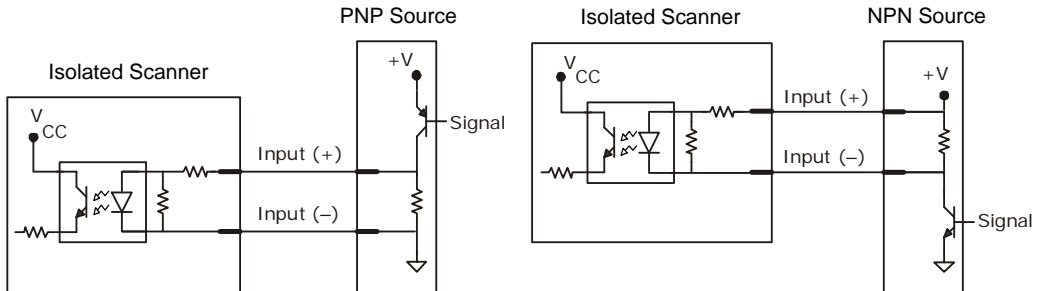 PNP Source
Isolated Scanner
+V
V
CC
Signal
Input (+)
Input (–)
Isolated Scanner
NPN Source
V
CC
+V
Input (+)
Input (–)
Signal